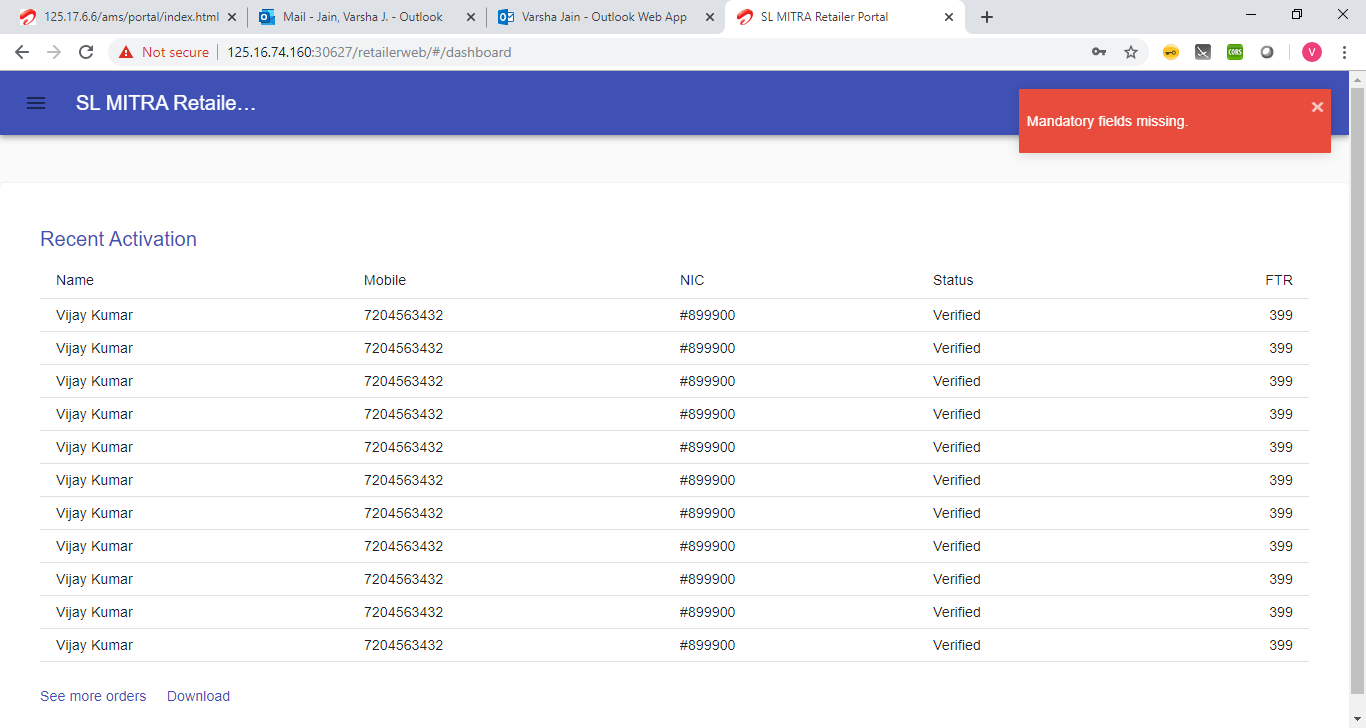 125.17.6.6/ams/portal/index.html
Mail - Jain, Varsha J. - Outlook
Varsha Jain - Outlook Web App
SL MITRA Retailer Portal
Not secure 125.16.74.160:30627/retailerweb/#/dashboard
CORS
V
SL MITRA Retaile...
Mandatory fields missing.
Recent Activation
Name Mobile NIC Status FTR
Vijay Kumar 7204563432 #899900 Verified 399
Vijay Kumar 7204563432 #899900 Verified 399
Vijay Kumar 7204563432 #899900 Verified 399
Vijay Kumar 7204563432 #899900 Verified 399
Vijay Kumar 7204563432 #899900 Verified 399
Vijay Kumar 7204563432 #899900 Verified 399
Vijay Kumar 7204563432 #899900 Verified 399
Vijay Kumar 7204563432 #899900 Verified 399
Vijay Kumar 7204563432 #899900 Verified 399
Vijay Kumar 7204563432 #899900 Verified 399
Vijay Kumar 7204563432 #899900 Verified 399
See more orders Download